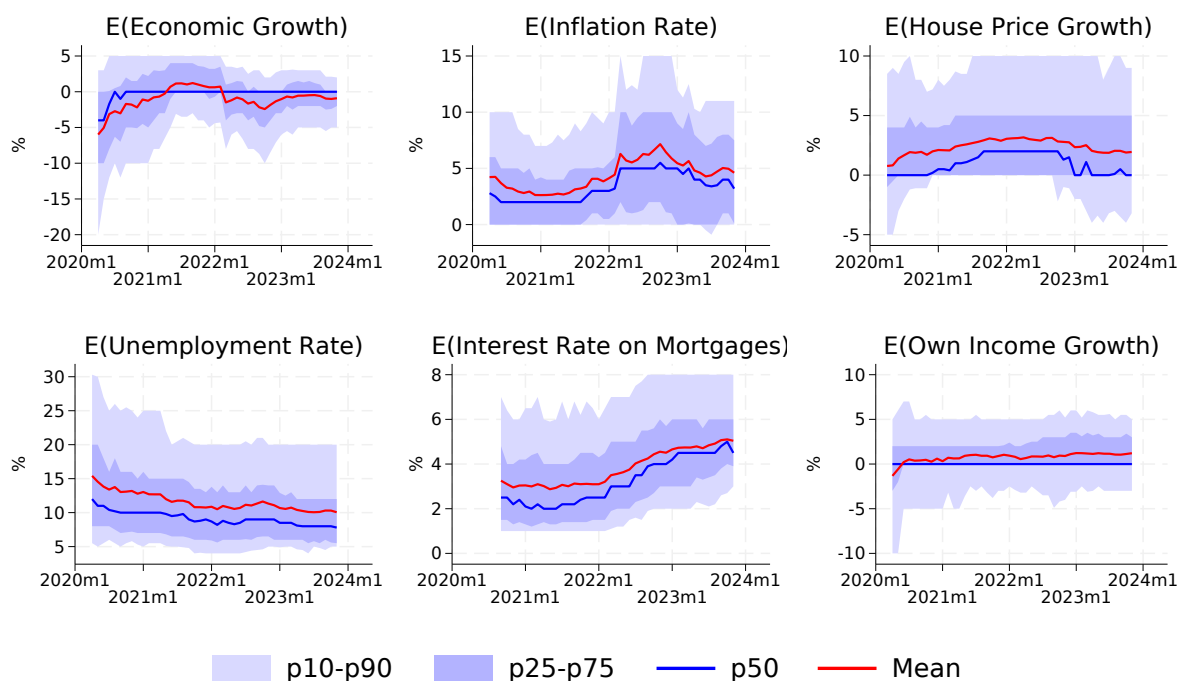 E(Economic Growth) E(Inflation Rate) E(House Price Growth)
5 15 10
0
-5 10 5
% % %
-10 5
-15 0
-20 0 -5
2020m1 2022m1 2024m1 2020m1 2022m1 2024m1 2020m1 2022m1 2024m1
2021m1 2023m1 2021m1 2023m1 2021m1 2023m1
E(Unemployment Rate) E(Interest Rate on Mortgages) E(Own Income Growth)
30 8 10
25 6 5
20
% 4 % % 0
15
10 2 -5
5 0 -10
2020m1 2022m1 2024m1 2020m1 2022m1 2024m1 2020m1 2022m1 2024m1
2021m1 2023m1 2021m1 2023m1 2021m1 2023m1
p10-p90 p25-p75 p50 Mean